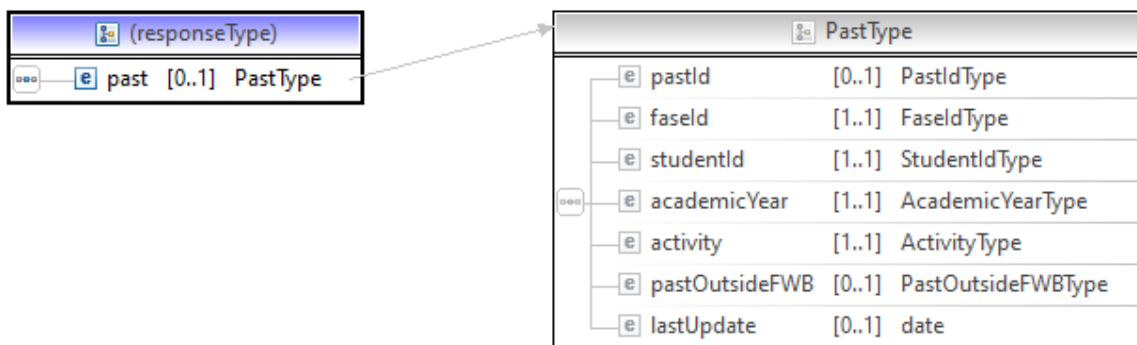 (responseType)
e past [0..1] PastType
PastType
e pastId [0..1] PastIdType
e faseId [1..1] FaseIdType
e studentId [1..1] StudentIdType
e academicYear [1..1] AcademicYearType
e activity [1..1] ActivityType
e pastOutsideFWB [0..1] PastOutsideFWBType
e lastUpdate [0..1] date